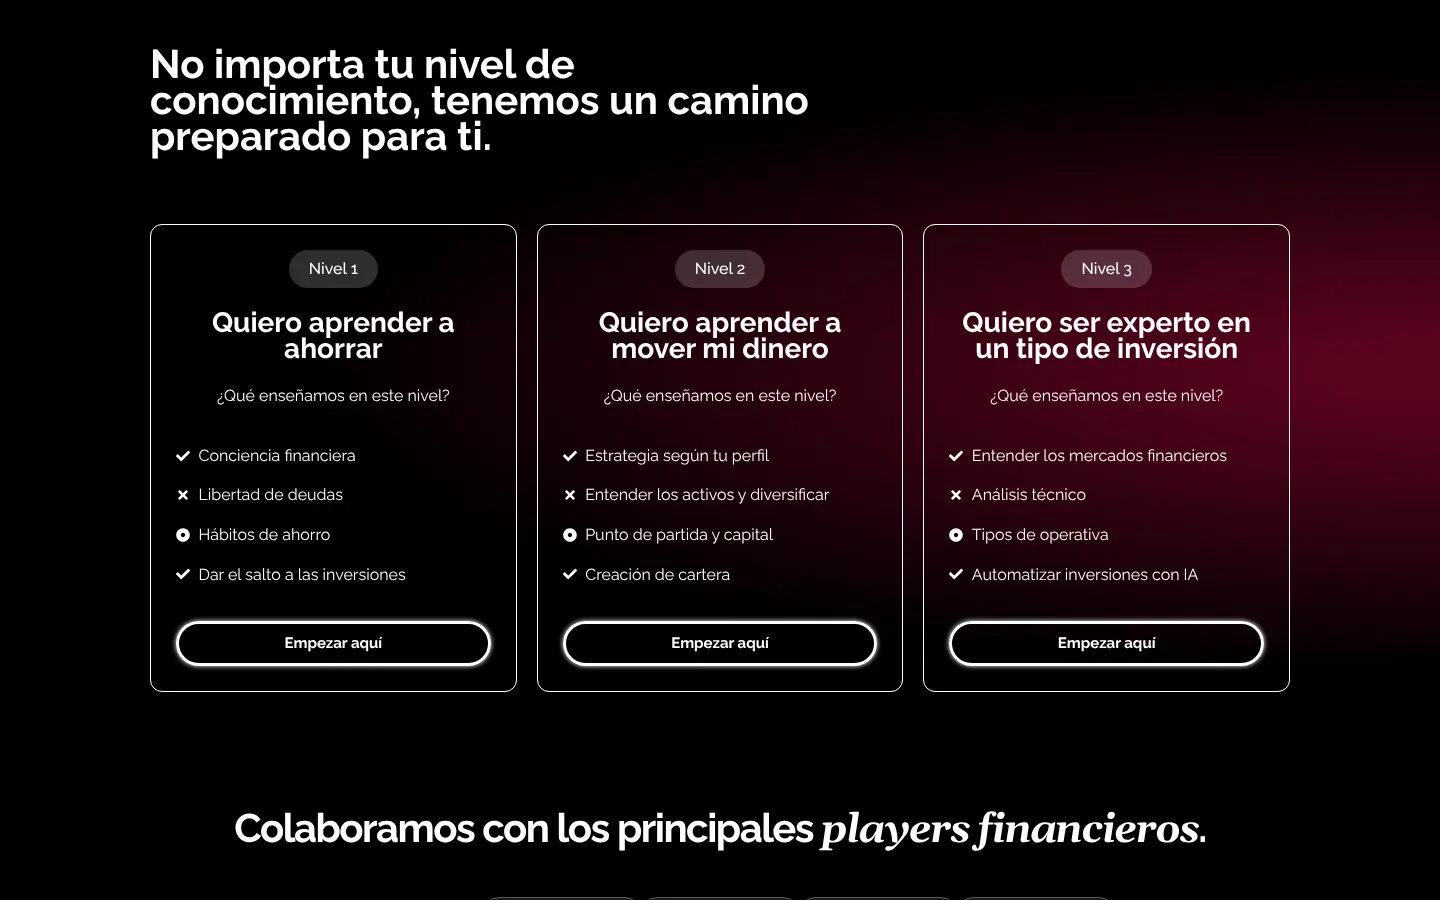 No importa tu nivel de
conocimiento, tenemos un camino
preparado para ti.
Nivel 1
Quiero aprender a
ahorrar
¿Qué enseñamos en este nivel?
Conciencia financiera
Libertad de deudas
Hábitos de ahorro
Dar el salto a las inversiones
Empezar aquí
Nivel 2
Quiero aprender a
mover mi dinero
¿Qué enseñamos en este nivel?
Estrategia según tu perfil
Entender los activos y diversificar
Punto de partida y capital
Creación de cartera
Empezar aquí
Nivel 3
Quiero ser experto en
un tipo de inversión
¿Qué enseñamos en este nivel?
Entender los mercados financieros
Análisis técnico
Tipos de operativa
Automatizar inversiones con IA
Empezar aquí
Colaboramos con los principales players financieros.